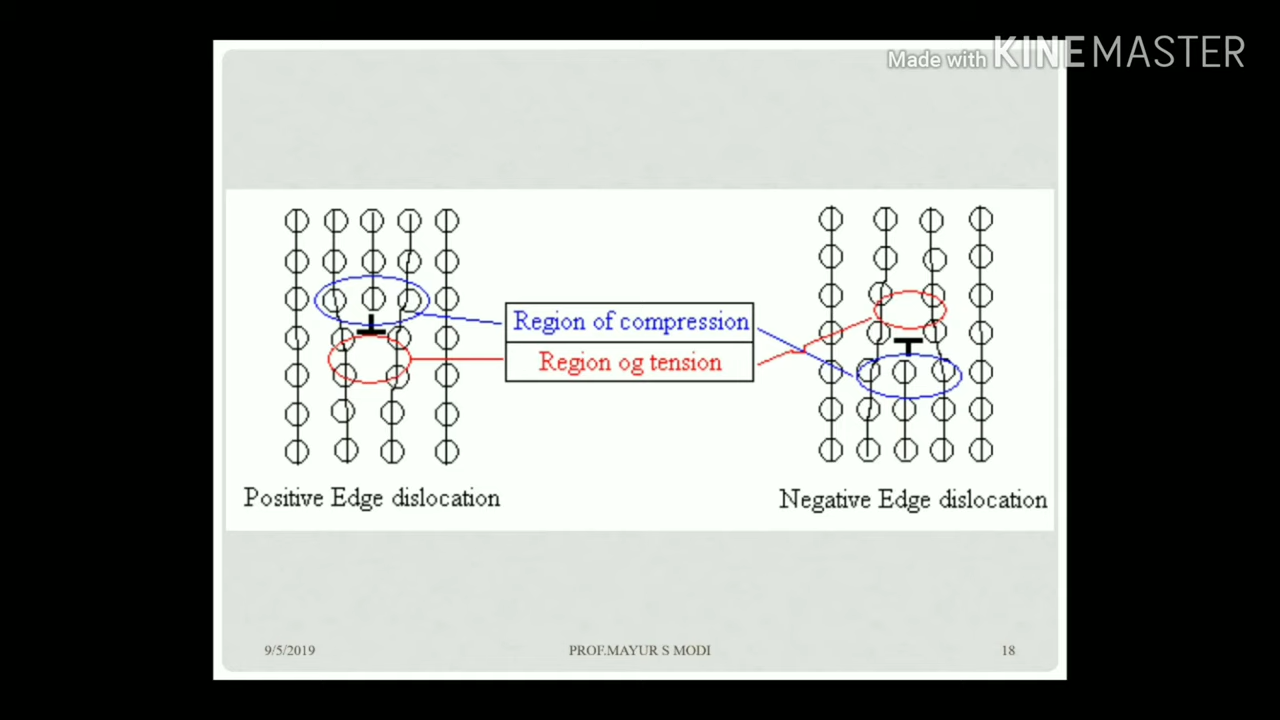 Made with KINEMASTER
Region of compression
Region og tension
Positive Edge dislocation
Negative Edge dislocation
9/5/2019
PROF.MAYUR S MODI
18